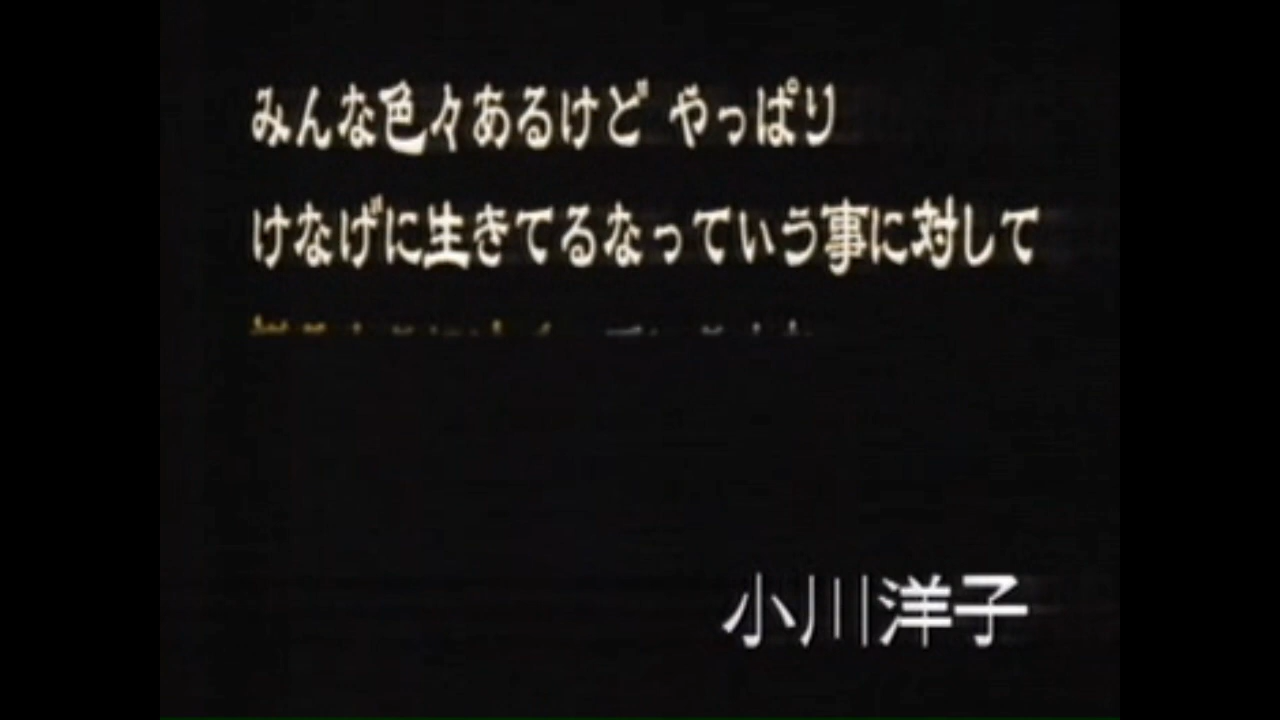 みんな色々あるけど やっぱり
けなげに生きてるなっていう事に対して
小川洋子